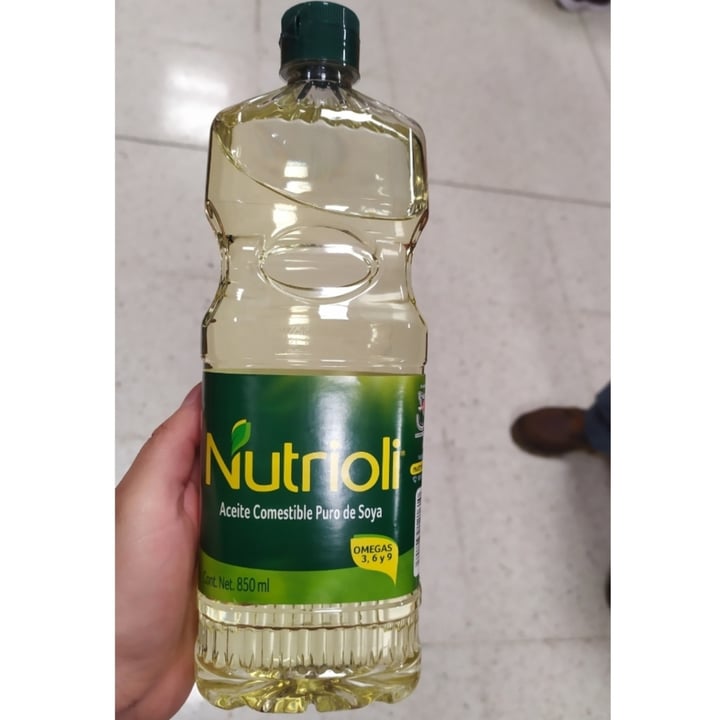 Nutrioli
Aceite Comestible Puro de Soya
OMEGAS
3, 6 y 9
Cont. Net. 850 ml